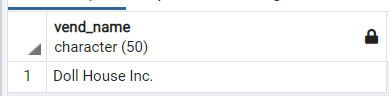 vend_name
character (50)
1 Doll House Inc.